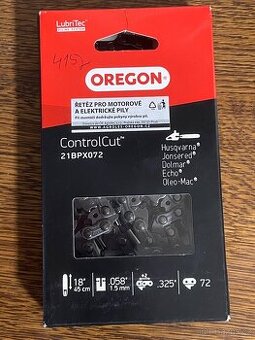 LubriTec
415,-
OREGON
ŘETĚZ PRO MOTOROVÉ
A ELEKTRICKÉ PILY
ControlCut™
21BPX072
Husqvarna®
Jonsered®
Dolmar®
Echo®
Oleo-Mac®
18"
45 cm
.058"
1.5 mm
.325"
72